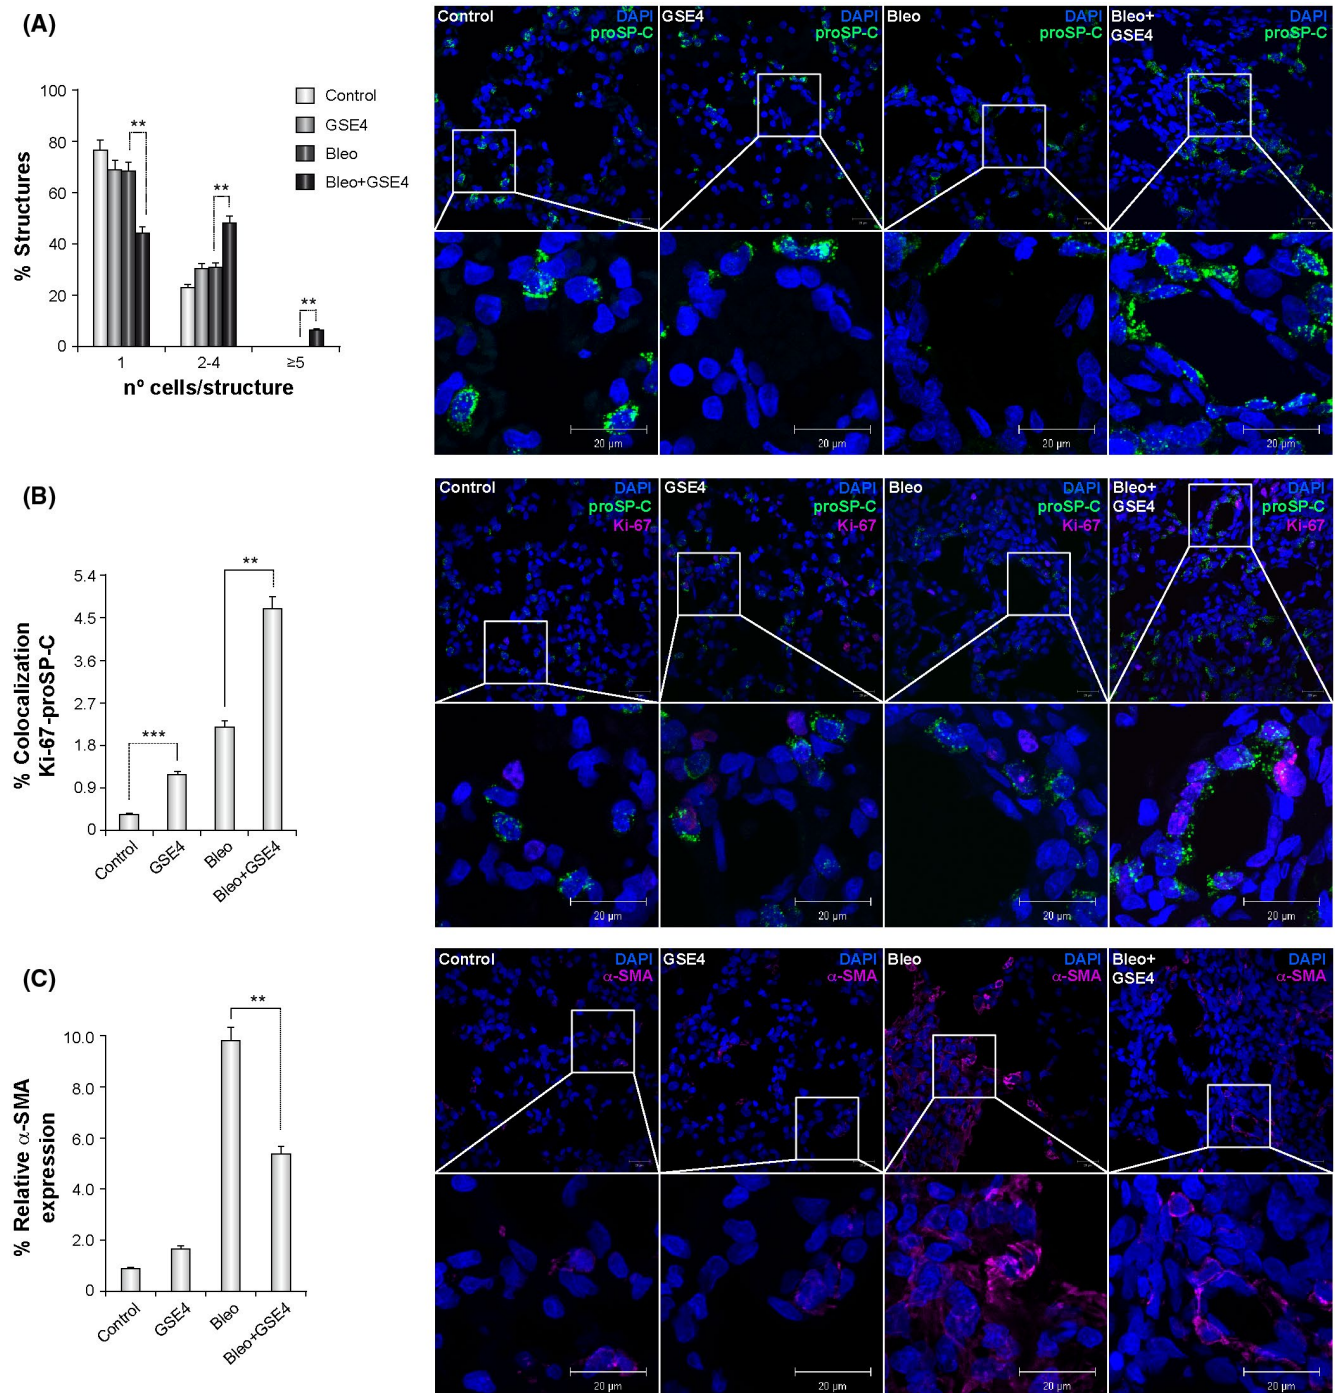 (A)
100
80
60
40
20
0
% Structures
**
**
**
Control
GSE4
Bleo
Bleo+GSE4
1
2-4
≥5
nº cells/structure
Control
DAPI
proSP-C
GSE4
DAPI
proSP-C
Bleo
DAPI
proSP-C
Bleo+
GSE4
DAPI
proSP-C
20 µm
20 µm
20 µm
20 µm
(B)
5.4
4.5
3.6
2.7
1.8
0.9
0
% Colocalization
Ki-67-proSP-C
***
**
Control
GSE4
Bleo
Bleo+GSE4
Control
DAPI
proSP-C
Ki-67
GSE4
DAPI
proSP-C
Ki-67
Bleo
DAPI
proSP-C
Ki-67
Bleo+
GSE4
DAPI
proSP-C
Ki-67
20 µm
20 µm
20 µm
20 µm
(C)
10.0
8.0
6.0
4.0
2.0
0
% Relative α-SMA
expression
**
Control
GSE4
Bleo
Bleo+GSE4
Control
DAPI
α-SMA
GSE4
DAPI
α-SMA
Bleo
DAPI
α-SMA
Bleo+
GSE4
DAPI
α-SMA
20 µm
20 µm
20 µm
20 µm